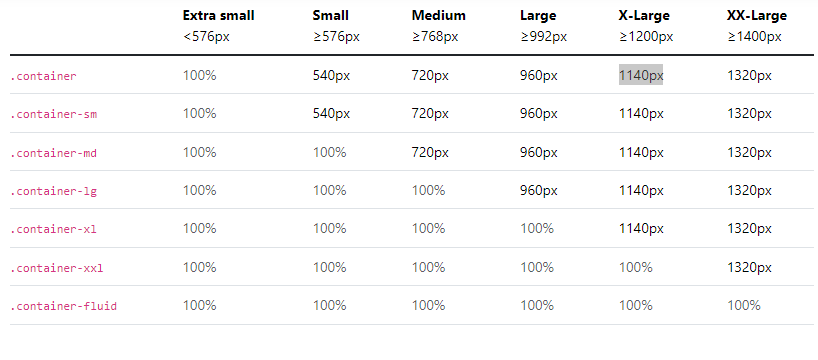 Extra small Small Medium Large X-Large XX-Large
<576px ≥576px ≥768px ≥992px ≥1200px ≥1400px
.container 100% 540px 720px 960px 1140px 1320px
.container-sm 100% 540px 720px 960px 1140px 1320px
.container-md 100% 100% 720px 960px 1140px 1320px
.container-lg 100% 100% 100% 960px 1140px 1320px
.container-xl 100% 100% 100% 100% 1140px 1320px
.container-xxl 100% 100% 100% 100% 100% 1320px
.container-fluid 100% 100% 100% 100% 100% 100%